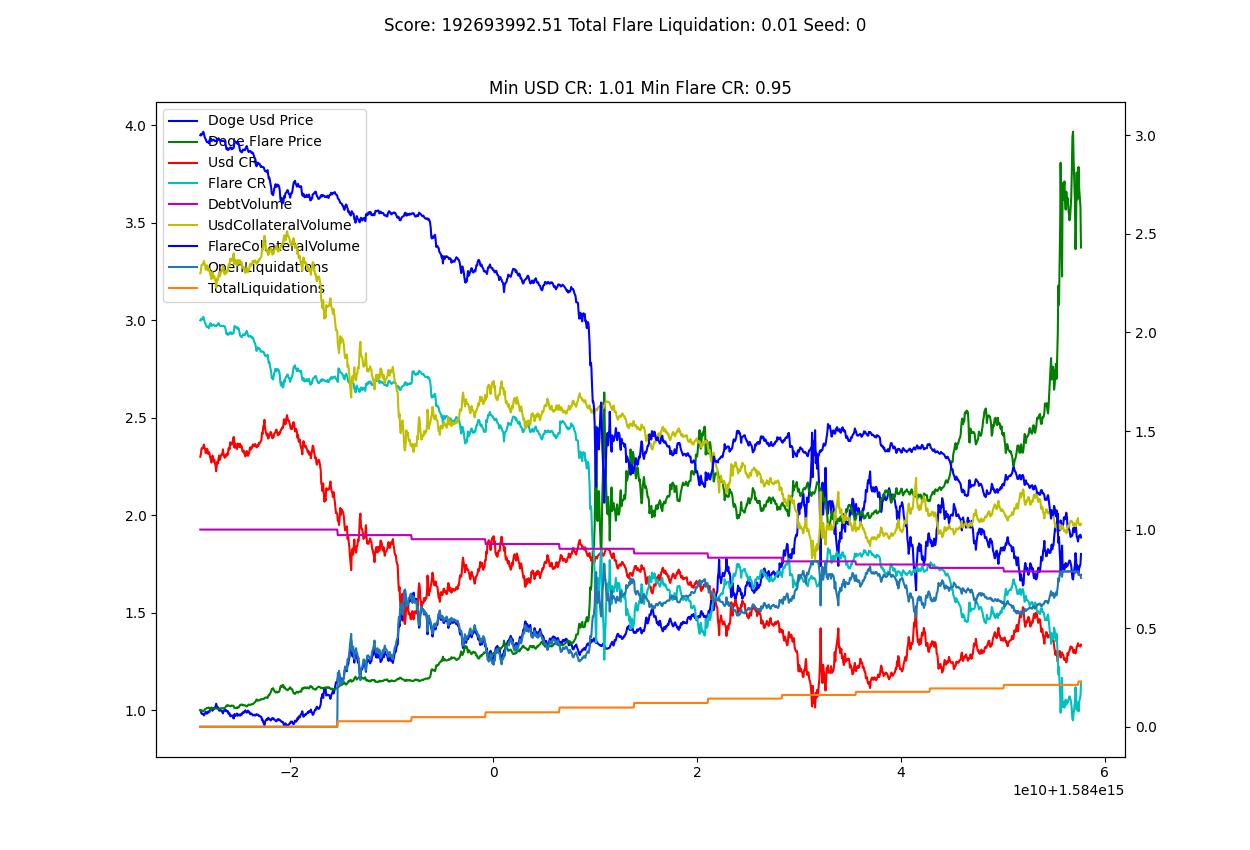 Score: 192693992.51 Total Flare Liquidation: 0.01 Seed: 0
Min USD CR: 1.01 Min Flare CR: 0.95
Doge Usd Price
Doge Flare Price
Usd CR
Flare CR
DebtVolume
UsdCollateralVolume
FlareCollateralVolume
OpenLiquidations
TotalLiquidations
4.0
3.5
3.0
2.5
2.0
1.5
1.0
3.0
2.5
2.0
1.5
1.0
0.5
0.0
−2
0
2
4
6
1e10+1.584e15